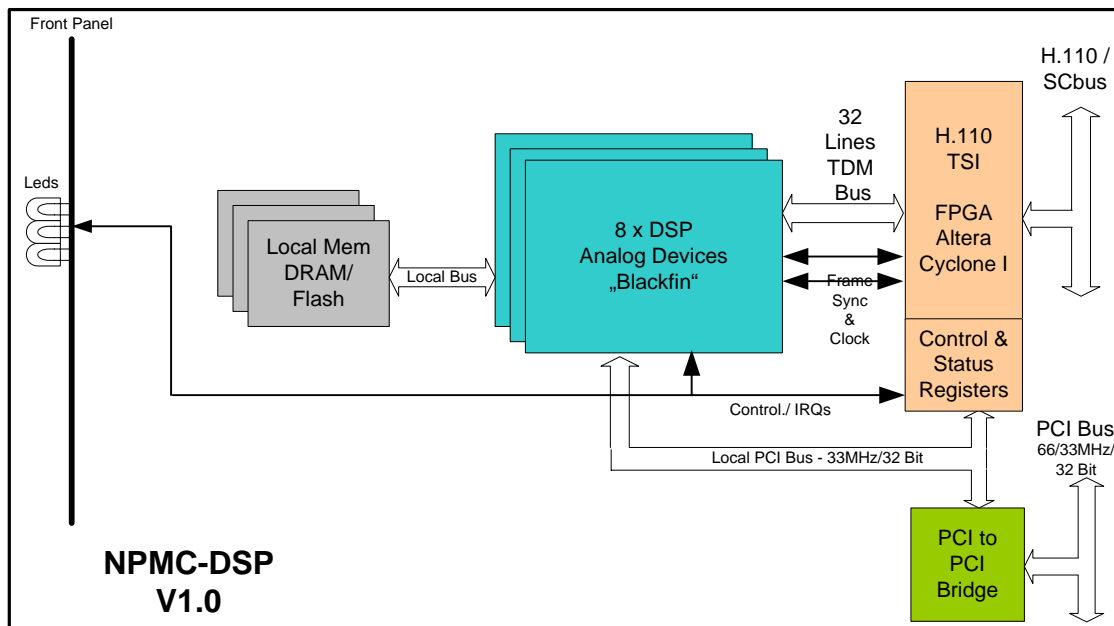 Front Panel
H.110 /
SCbus
32
Lines
TDM
Bus
H.110
TSI
FPGA
Altera
Cyclone I
Leds
8 x DSP
Analog Devices
„Blackfin“
Local Mem
DRAM/
Flash
Local Bus
Frame
Sync
&
Clock
Control &
Status
Registers
Control./ IRQs
PCI Bus
66/33MHz/
32 Bit
Local PCI Bus - 33MHz/32 Bit
PCI to
PCI
Bridge
NPMC-DSP
V1.0